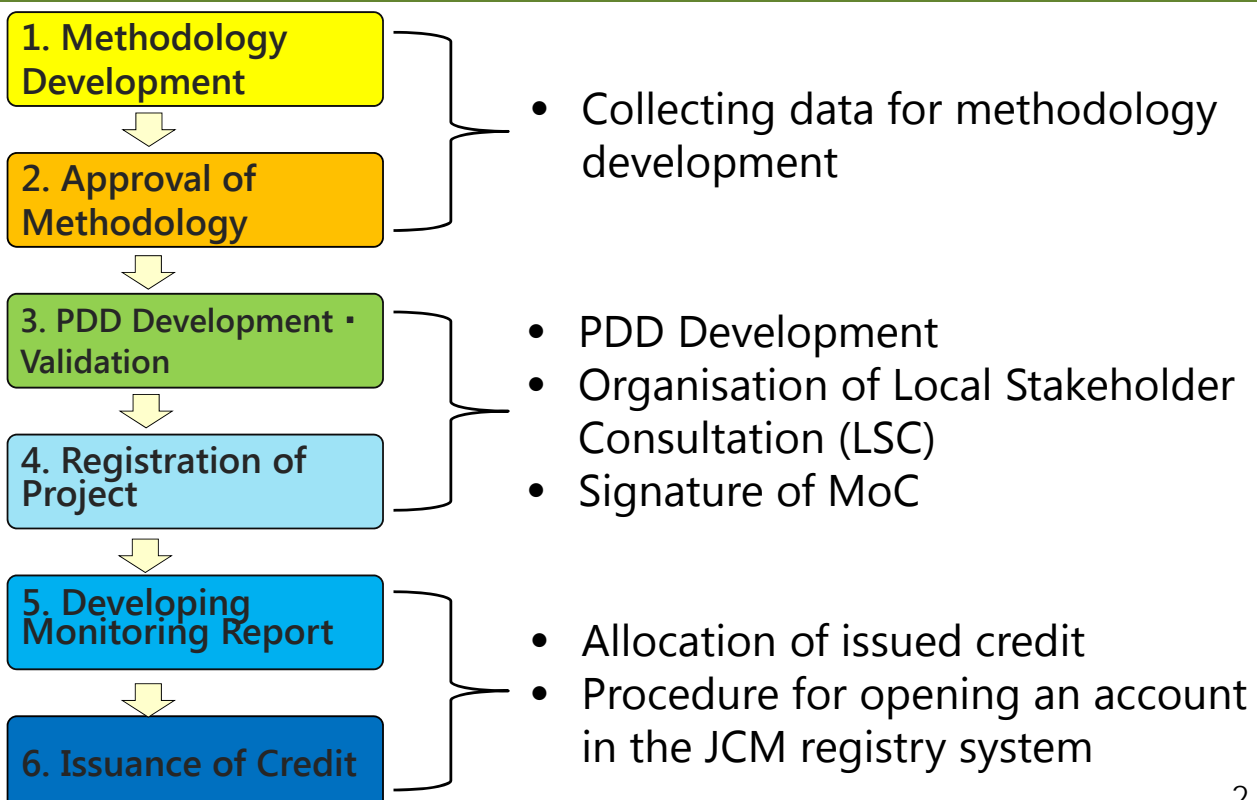 1. Methodology
Development
2. Approval of
Methodology
3. PDD Development・
Validation
4. Registration of
Project
5. Developing
Monitoring Report
6. Issuance of Credit
• Collecting data for methodology
development
• PDD Development
• Organisation of Local Stakeholder
Consultation (LSC)
• Signature of MoC
• Allocation of issued credit
• Procedure for opening an account
in the JCM registry system
2